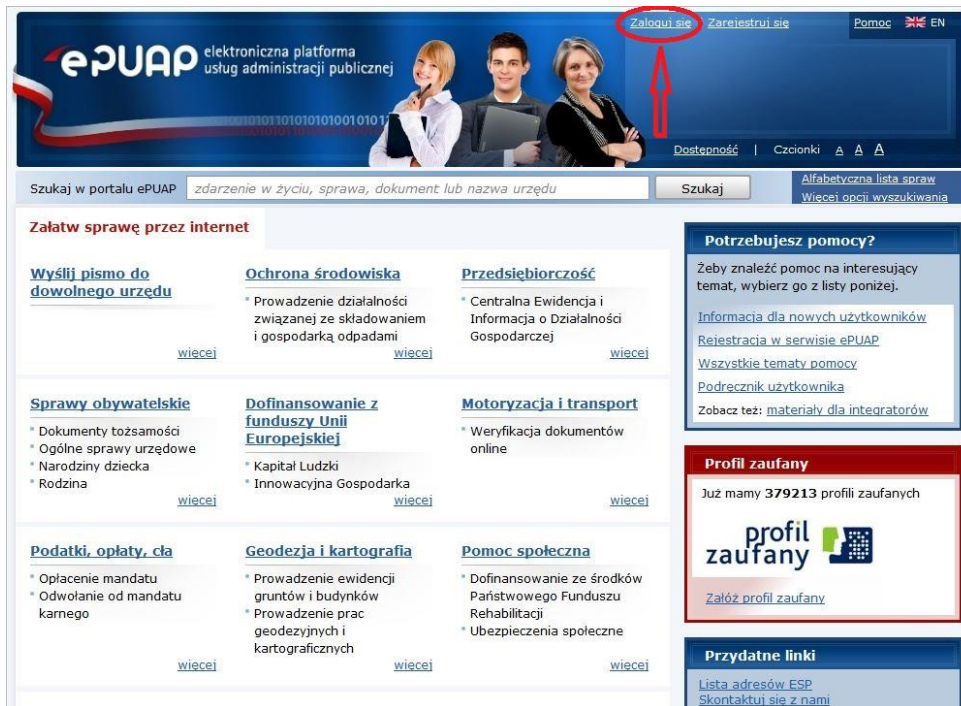 Zaloguj się Zarejestruj się Pomoc EN
ePUAP elektroniczna platforma
usług administracji publicznej
Dostępność | Czcionki A A A
Szukaj w portalu ePUAP zdarzenie w życiu, sprawa, dokument lub nazwa urzędu Szukaj
Alfabetyczna lista spraw
Więcej opcji wyszukiwania
Załatw sprawę przez internet
Wyślij pismo do
dowolnego urzędu
więcej
Ochrona środowiska
Prowadzenie działalności
związanej ze składowaniem
i gospodarką odpadami
więcej
Przedsiębiorczość
Centralna Ewidencja i
Informacja o Działalności
Gospodarczej
więcej
Sprawy obywatelskie
Dokumenty tożsamości
Ogólne sprawy urzędowe
Narodziny dziecka
Rodzina
więcej
Dofinansowanie z
funduszy Unii
Europejskiej
Kapitał Ludzki
Innowacyjna Gospodarka
więcej
Motoryzacja i transport
Weryfikacja dokumentów
online
więcej
Podatki, opłaty, cła
Opłacenie mandatu
Odwołanie od mandatu
karnego
więcej
Geodezja i kartografia
Prowadzenie ewidencji
gruntów i budynków
Prowadzenie prac
geodezyjnych i
kartograficznych
więcej
Pomoc społeczna
Dofinansowanie ze środków
Państwowego Funduszu
Rehabilitacji
Ubezpieczenia społeczne
więcej
Potrzebujesz pomocy?
Żeby znaleźć pomoc na interesujący
temat, wybierz go z listy poniżej.
Informacja dla nowych użytkowników
Rejestracja w serwisie ePUAP
Wszystkie tematy pomocy
Podręcznik użytkownika
Zobacz też: materiały dla integratorów
Profil zaufany
Już mamy 379213 profili zaufanych
profil
zaufany
Załóż profil zaufany
Przydatne linki
Lista adresów ESP
Skontaktuj się z nami